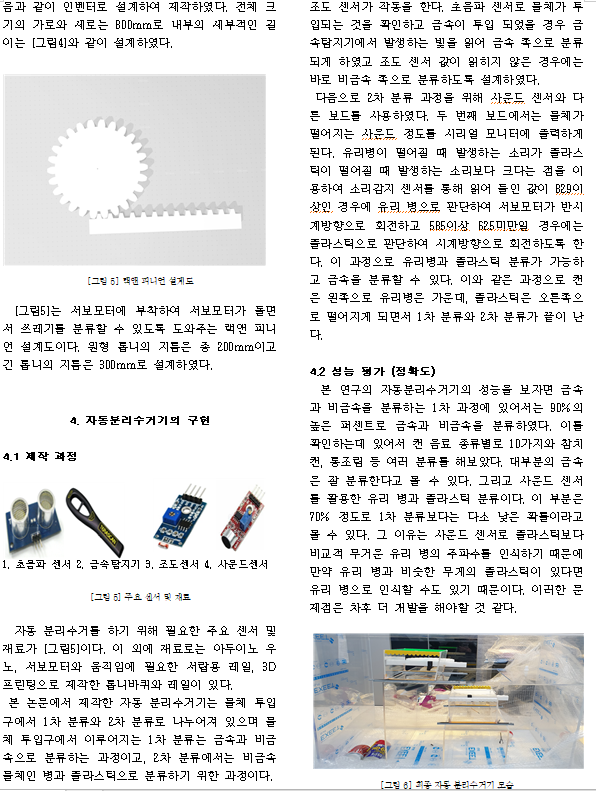 음과 같이 인벤터로 설계하여 제작하였다. 전체 크
기의 가로와 세로는 800mm로 내부의 세부적인 길
이는 [그림4]와 같이 설계하였다.
[그림 5] 랙앤 피니언 설계도
[그림5]는 서보모터에 부착하여 서보모터가 돌면
서 쓰레기를 분류할 수 있도록 도와주는 랙앤 피니
언 설계도이다. 원형 톱니의 지름은 총 200mm이고
긴 톱니의 지름은 300mm로 설계하였다.
4. 자동분리수거기의 구현
4.1 제작 과정
1. 초음파 센서 2. 금속탐지기 3. 조도센서 4. 사운드센서
[그림 5] 주요 센서 및 재료
자동 분리수거를 하기 위해 필요한 주요 센서 및
재료가 [그림5]이다. 이 외에 재료로는 아두이노 우
노, 서보모터와 움직임에 필요한 서랍용 레일, 3D
프린팅으로 제작한 톱니바퀴와 레일이 있다.
본 논문에서 제작한 자동 분리수거기는 물체 투입
구에서 1차 분류와 2차 분류로 나누어져 있으며 물
체 투입구에서 이루어지는 1차 분류는 금속과 비금
속으로 분류하는 과정이고, 2차 분류에서는 비금속
물체인 병과 플라스틱으로 분류하기 위한 과정이다.
조도 센서가 작동을 한다. 초음파 센서로 물체가 투
입되는 것을 확인하고 금속이 투입 되었을 경우 금
속탐지기에서 발생하는 빛을 읽어 금속 쪽으로 분류
되게 하였고 조도 센서 값이 읽히지 않은 경우에는
바로 비금속 쪽으로 분류하도록 설계하였다.
다음으로 2차 분류 과정을 위해 사운드 센서와 다
른 보드를 사용하였다. 두 번째 보드에서는 물체가
떨어지는 사운드 정도를 시리얼 모니터에 출력하게
된다. 유리병이 떨어질 때 발생하는 소리가 플라스
틱이 떨어질 때 발생하는 소리보다 크다는 점을 이
용하여 소리감지 센서를 통해 읽어 들인 값이 829이
상인 경우에 유리 병으로 판단하여 서보모터가 반시
계방향으로 회전하고 585이상 625미만일 경우에는
플라스틱으로 판단하여 시계방향으로 회전하도록 한
다. 이 과정으로 유리병과 플라스틱 분류가 가능하
고 금속을 분류할 수 있다. 이와 같은 과정으로 캔
은 왼쪽으로 유리병은 가운데, 플라스틱은 오른쪽으
로 떨어지게 되면서 1차 분류와 2차 분류가 끝이 난
다.
4.2 성능 평가 (정확도)
본 연구의 자동분리수거기의 성능을 보자면 금속
과 비금속을 분류하는 1차 과정에 있어서는 90%의
높은 퍼센트로 금속과 비금속을 분류하였다. 이를
확인하는데 있어서 캔 음료 종류별로 10가지와 참치
캔, 통조림 등 여러 분류를 해보았다. 대부분의 금속
은 잘 분류한다고 볼 수 있다. 그리고 사운드 센서
를 활용한 유리 병과 플라스틱 분류이다. 이 부분은
70% 정도로 1차 분류보다는 다소 낮은 확률이라고
볼 수 있다. 그 이유는 사운드 센서로 플라스틱보다
비교적 무거운 유리 병의 주파수를 인식하기 때문에
만약 유리 병과 비슷한 무게의 플라스틱이 있다면
유리 병으로 인식할 수도 있기 때문이다. 이러한 문
제점은 차후 더 개발을 해야할 것 같다.
[그림 6] 최종 자동 분리수거기 모습